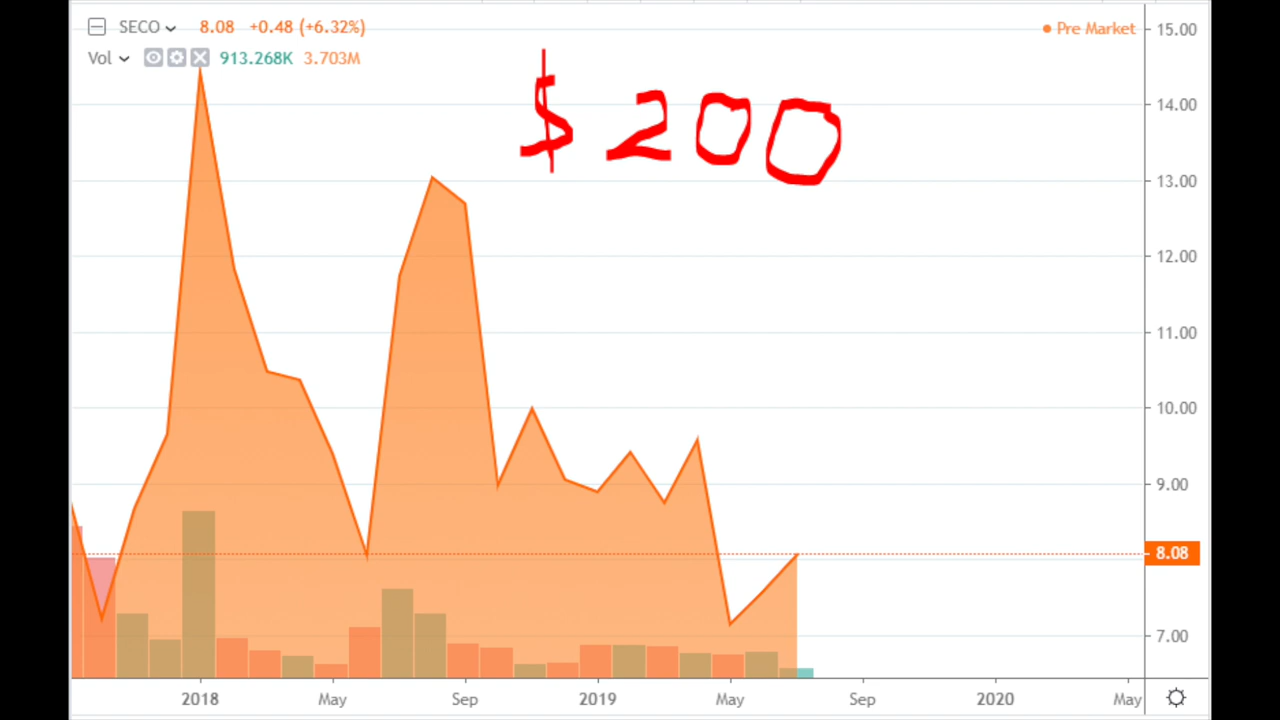 SECO 8.08 +0.48 (+6.32%)
Pre Market
Vol 913.268K 3.703M
$200
15.00
14.00
13.00
12.00
11.00
10.00
9.00
8.08
7.00
2018 May Sep 2019 May Sep 2020 May